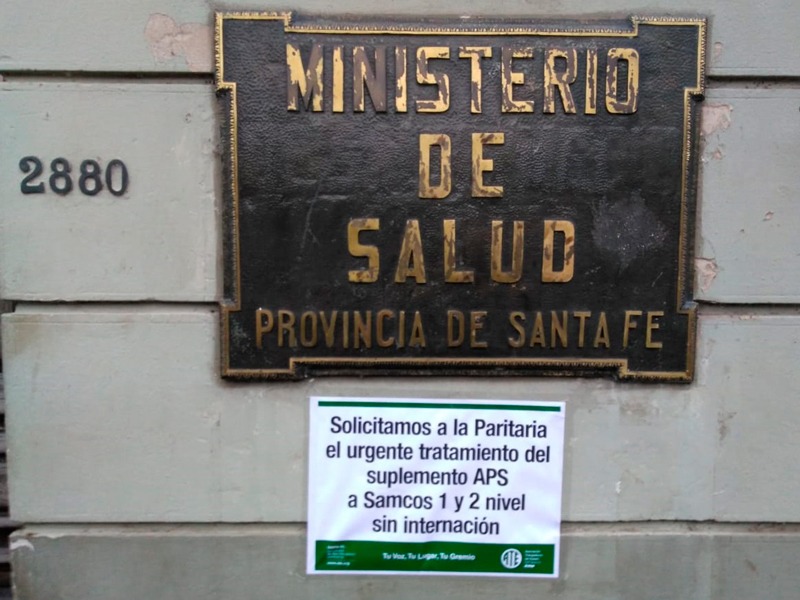 2880
MINISTERIO
DE
SALUD
PROVINCIA DE SANTA FE
Solicitamos a la Paritaria
el urgente tratamiento del
suplemento APS
a Samcos 1 y 2 nivel
sin internación
Tu Voz, Tu Lugar, Tu Gremio
ATE